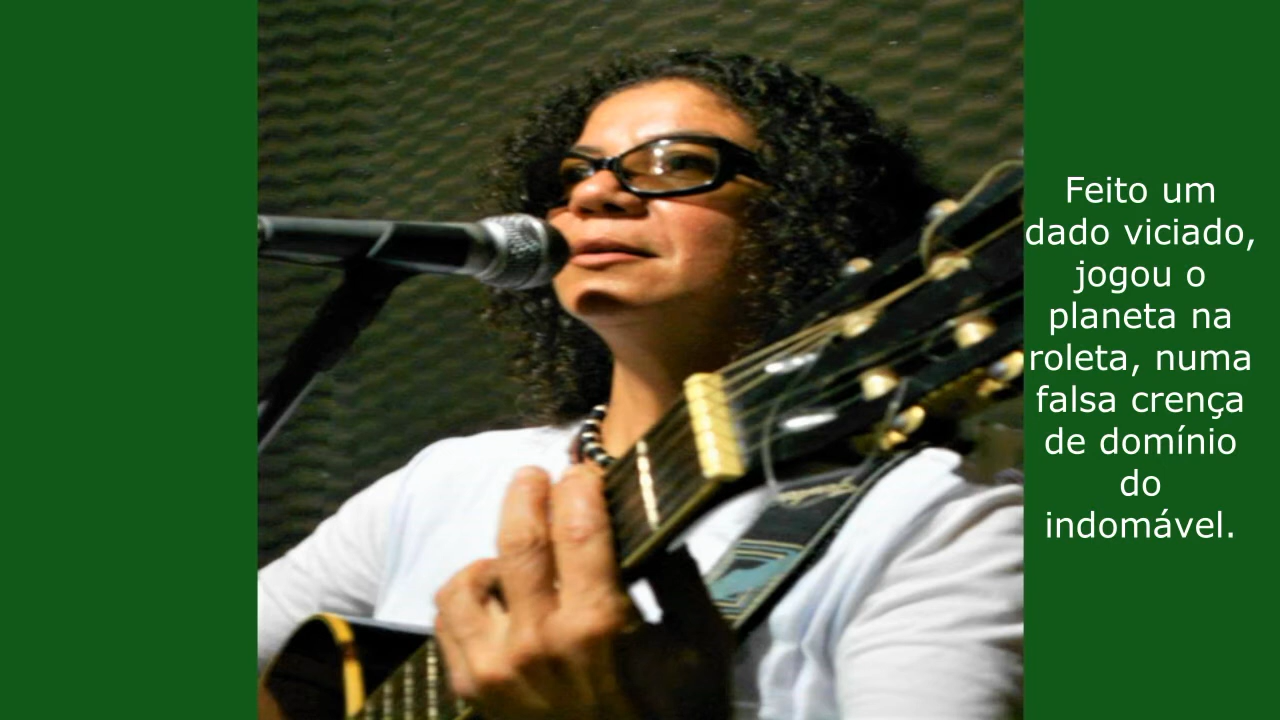 Feito um
dado viciado,
jogou o
planeta na
roleta, numa
falsa crença
de domínio
do
indomável.